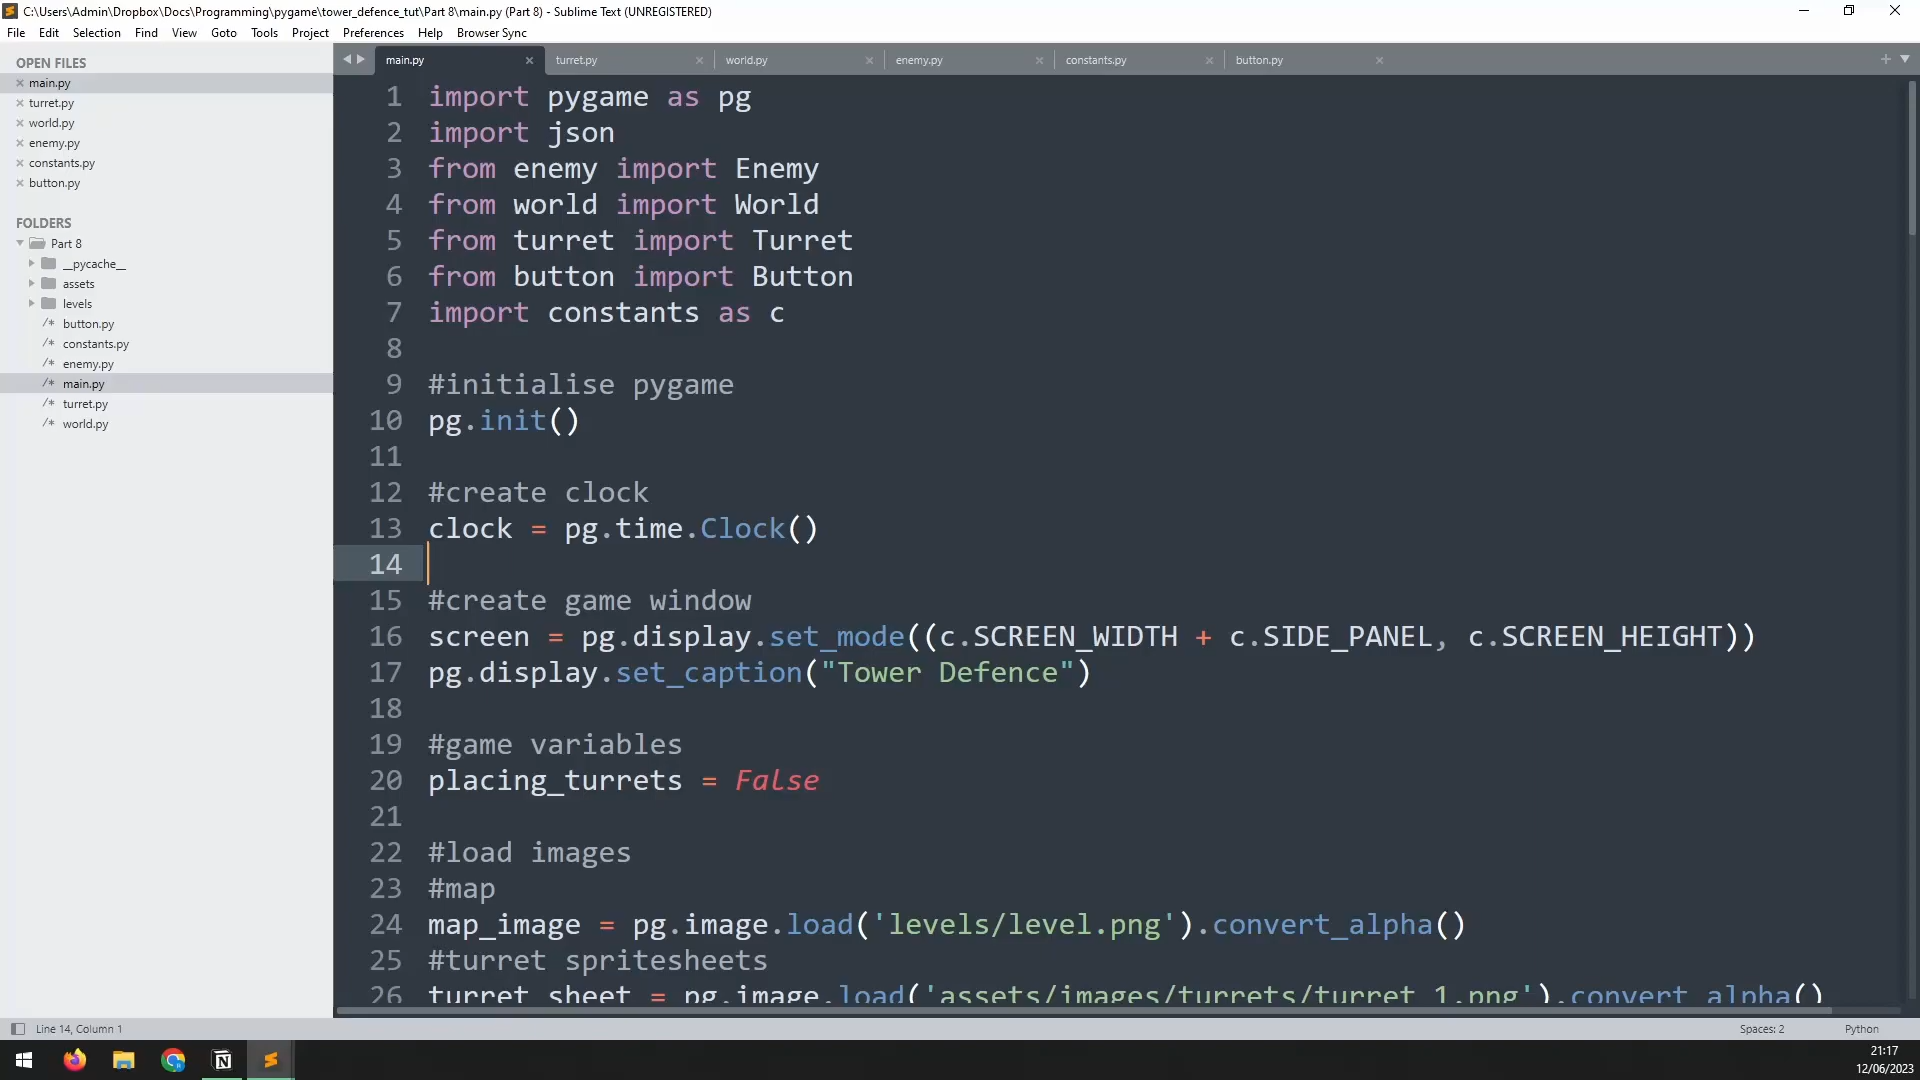 C:\Users\Admin\Dropbox\Docs\Programming\pygame\tower_defence_tut\Part 8\main.py (Part 8) - Sublime Text (UNREGISTERED)
File Edit Selection Find View Goto Tools Project Preferences Help Browser Sync
OPEN FILES
main.py
turret.py
world.py
enemy.py
constants.py
button.py
FOLDERS
Part 8
__pycache__
assets
levels
/* button.py
/* constants.py
/* enemy.py
/* main.py
/* turret.py
/* world.py
main.py turret.py world.py enemy.py constants.py button.py
1 import pygame as pg
2 import json
3 from enemy import Enemy
4 from world import World
5 from turret import Turret
6 from button import Button
7 import constants as c
8
9 #initialise pygame
10 pg.init()
11
12 #create clock
13 clock = pg.time.Clock()
14
15 #create game window
16 screen = pg.display.set_mode((c.SCREEN_WIDTH + c.SIDE_PANEL, c.SCREEN_HEIGHT))
17 pg.display.set_caption("Tower Defence")
18
19 #game variables
20 placing_turrets = False
21
22 #load images
23 #map
24 map_image = pg.image.load('levels/level.png').convert_alpha()
25 #turret spritesheets
26 turret_sheet = pg.image.load('assets/images/turrets/turret_1.png').convert_alpha()
Line 14, Column 1
Spaces: 2
Python
21:17
12/06/2023